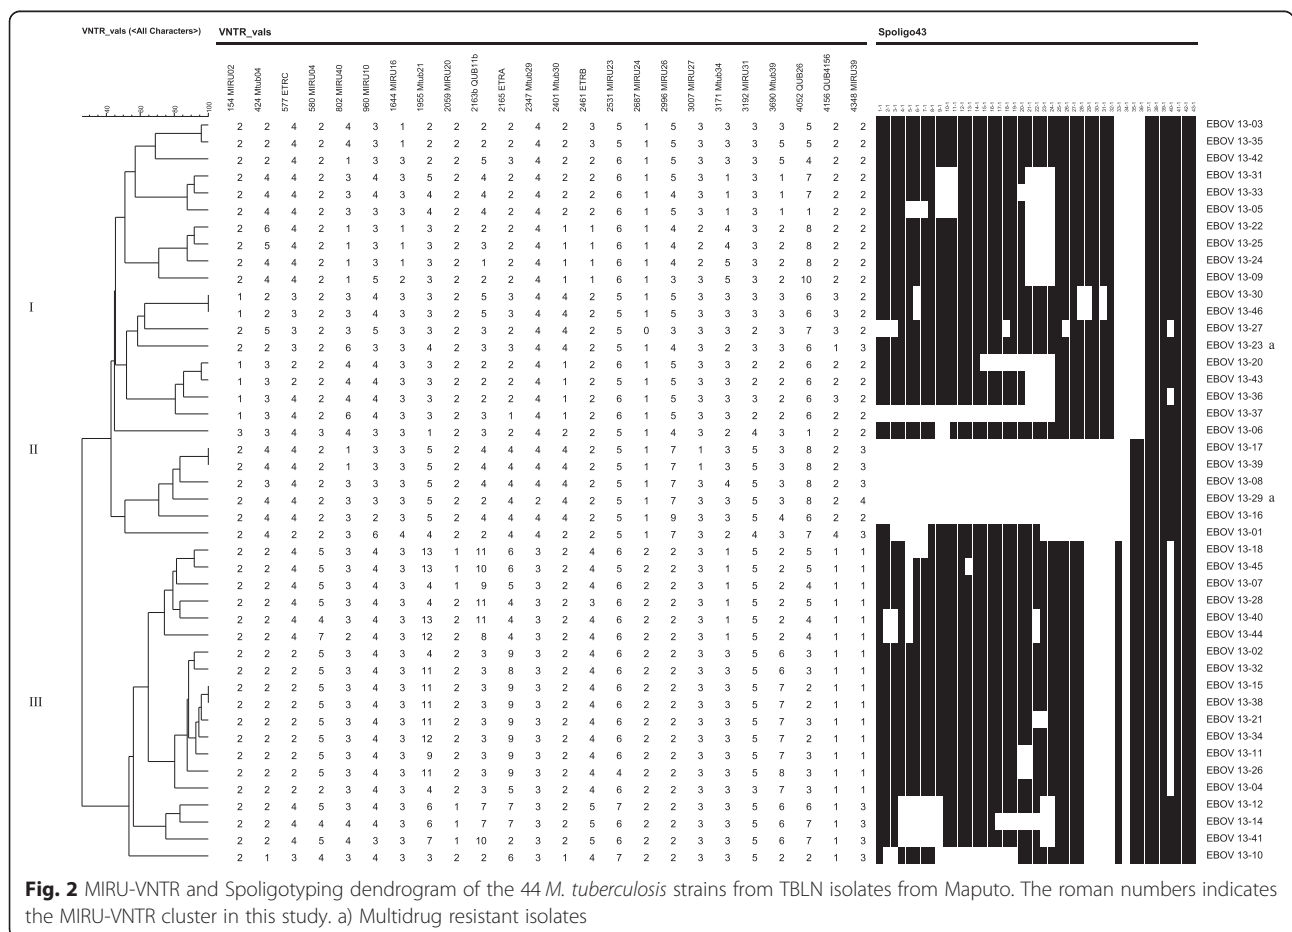 VNTR_vals (<All Characters>) VNTR_vals Spoligo43
154 MIRU02 424 Mtub04 577 ETRC 580 MIRU04 802 MIRU40 960 MIRU10 1644 MIRU16 1955 Mtub21 2059 MIRU20 2163b QUB11b 2165 ETRA 2347 Mtub29 2401 Mtub30 2461 ETRB 2531 MIRU23 2687 MIRU24 2996 MIRU26 3007 MIRU27 3171 Mtub34 3192 MIRU31 3690 Mtub39 4052 QUB26 4156 QUB4156 4348 MIRU39
40 60 80 100
2 2 4 2 4 3 1 2 2 2 2 4 2 3 5 1 5 3 3 3 3 5 2 2 EBOV 13-03
2 2 4 2 4 3 1 2 2 2 2 4 2 3 5 1 5 3 3 3 5 5 2 2 EBOV 13-35
2 2 4 2 1 3 3 2 2 5 3 4 2 2 6 1 5 3 3 3 5 4 2 2 EBOV 13-42
2 4 4 2 3 4 3 5 2 4 2 4 2 2 6 1 5 3 1 3 1 7 2 2 EBOV 13-31
2 4 4 2 3 4 3 4 2 4 2 4 2 2 6 1 4 3 1 3 1 7 2 2 EBOV 13-33
2 4 4 2 3 3 3 4 2 4 2 4 2 2 6 1 5 3 1 3 1 1 2 2 EBOV 13-05
2 6 4 2 1 3 1 3 2 2 2 4 1 1 6 1 4 2 4 3 2 8 2 2 EBOV 13-22
2 5 4 2 1 3 1 3 2 3 2 4 1 1 6 1 4 2 4 3 2 8 2 2 EBOV 13-25
2 4 4 2 1 3 1 3 2 1 2 4 1 1 6 1 4 2 5 3 2 8 2 2 EBOV 13-24
2 4 4 2 1 5 2 3 2 2 2 4 1 1 6 1 3 3 5 3 2 10 2 2 EBOV 13-09
I
1 2 3 2 3 4 3 3 2 5 3 4 4 2 5 1 5 3 3 3 3 6 3 2 EBOV 13-30
1 2 3 2 3 4 3 3 2 5 3 4 4 2 5 1 5 3 3 3 3 6 3 2 EBOV 13-46
2 5 3 2 3 5 3 3 2 3 2 4 4 2 5 0 3 3 3 2 3 7 3 2 EBOV 13-27
2 2 3 2 6 3 3 4 2 3 3 4 4 2 5 1 4 3 2 3 3 6 1 3 EBOV 13-23 a
1 3 2 2 4 4 3 3 2 2 2 4 1 2 5 1 5 3 3 2 2 6 2 2 EBOV 13-20
1 3 2 2 4 4 3 3 2 2 2 4 1 2 5 1 5 3 3 3 2 6 2 2 EBOV 13-43
1 3 4 2 4 4 3 3 2 2 2 4 1 2 6 1 5 3 3 3 2 6 2 2 EBOV 13-36
1 3 4 2 6 4 3 3 2 3 1 4 1 2 6 1 5 3 3 2 2 6 2 2 EBOV 13-37
3 3 4 3 4 3 3 1 2 3 2 4 2 2 5 1 4 3 2 4 3 1 2 2 EBOV 13-06
II
2 4 4 2 1 3 3 5 2 4 4 4 4 2 5 1 7 1 3 5 3 8 2 3 EBOV 13-17
2 4 4 2 1 3 3 5 2 4 4 4 4 2 5 1 7 1 3 5 3 8 2 3 EBOV 13-39
2 3 4 2 3 3 3 5 2 4 4 4 4 2 5 1 7 3 4 5 3 8 2 3 EBOV 13-08
2 4 4 2 3 3 3 5 2 2 4 2 4 2 5 1 7 3 3 5 3 8 2 4 EBOV 13-29 a
2 4 4 2 3 2 3 5 2 4 4 4 4 2 5 1 9 3 3 5 4 6 2 2 EBOV 13-16
2 4 2 2 3 6 4 4 2 2 4 4 4 2 5 1 7 3 2 4 3 7 4 3 EBOV 13-01
2 2 4 5 3 4 3 13 1 11 6 3 2 4 6 2 2 3 1 5 2 5 1 1 EBOV 13-18
2 2 4 5 3 4 3 13 1 10 6 3 2 4 6 2 2 3 1 5 2 5 1 1 EBOV 13-45
2 2 4 5 3 4 3 4 1 9 5 3 2 4 6 2 2 3 1 5 2 4 1 1 EBOV 13-07
2 2 4 5 3 4 3 4 2 11 4 3 2 3 6 2 2 3 1 5 2 5 1 1 EBOV 13-28
2 2 4 4 3 4 3 13 2 11 4 3 2 4 6 2 2 3 1 5 2 4 1 1 EBOV 13-40
2 2 4 7 2 4 3 12 2 8 4 3 2 4 6 2 2 3 1 5 2 4 1 1 EBOV 13-44
2 2 2 5 3 4 3 4 2 3 9 3 2 4 6 2 2 3 3 5 6 3 1 1 EBOV 13-02
2 2 2 5 3 4 3 11 2 3 8 3 2 4 6 2 2 3 3 5 6 3 1 1 EBOV 13-32
2 2 2 5 3 4 3 11 2 3 9 3 2 4 6 2 2 3 3 5 7 2 1 1 EBOV 13-15
III
2 2 2 5 3 4 3 11 2 3 9 3 2 4 6 2 2 3 3 5 7 2 1 1 EBOV 13-38
2 2 2 5 3 4 3 11 2 3 9 3 2 4 6 2 2 3 3 5 7 3 1 1 EBOV 13-21
2 2 2 5 3 4 3 12 2 3 9 3 2 4 6 2 2 3 3 5 7 2 1 1 EBOV 13-34
2 2 2 5 3 4 3 9 2 3 9 3 2 4 6 2 2 3 3 5 7 3 1 1 EBOV 13-11
2 2 2 5 3 4 3 11 2 3 9 3 2 4 4 2 2 3 3 5 8 3 1 1 EBOV 13-26
2 2 2 5 3 4 3 4 2 3 5 3 2 4 6 2 2 3 3 3 7 3 1 1 EBOV 13-04
2 2 4 5 3 4 3 6 1 7 7 3 2 5 7 2 2 3 3 5 6 6 1 3 EBOV 13-12
2 4 4 4 4 4 3 6 1 7 7 3 2 5 6 2 2 3 3 5 6 7 1 3 EBOV 13-14
2 2 4 5 4 4 3 7 1 10 2 3 2 5 6 2 2 3 3 5 6 7 1 3 EBOV 13-41
2 1 3 4 3 4 3 3 2 2 6 3 1 4 7 2 2 3 3 5 2 2 1 3 EBOV 13-10
Fig. 2 MIRU-VNTR and Spoligotyping dendrogram of the 44 M. tuberculosis strains from TBLN isolates from Maputo. The roman numbers indicates
the MIRU-VNTR cluster in this study. a) Multidrug resistant isolates